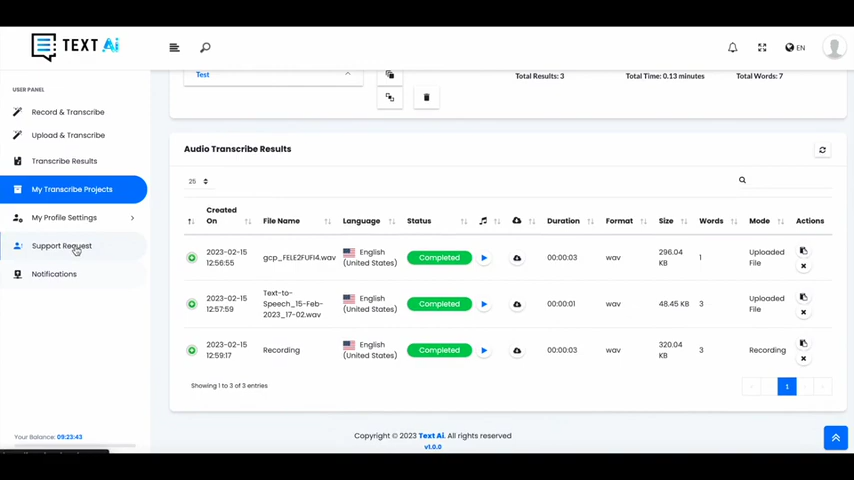 TEXT Ai
EN
USER PANEL
Record & Transcribe
Upload & Transcribe
Transcribe Results
My Transcribe Projects
My Profile Settings
Support Request
Notifications
Your Balance: 09:23:43
Test
Total Results: 3
Total Time: 0.13 minutes
Total Words: 7
Audio Transcribe Results
25
Created On
File Name
Language
Status
Duration
Format
Size
Words
Mode
Actions
2023-02-15 12:56:55
gcp_FELE2FUFI4.wav
English (United States)
Completed
00:00:03
wav
296.04 KB
1
Uploaded File
2023-02-15 12:57:59
Text-to-Speech_15-Feb-2023_17-02.wav
English (United States)
Completed
00:00:01
wav
48.45 KB
3
Uploaded File
2023-02-15 12:59:17
Recording
English (United States)
Completed
00:00:03
wav
320.04 KB
3
Recording
Showing 1 to 3 of 3 entries
1
Copyright © 2023 Text Ai. All rights reserved
v1.0.0